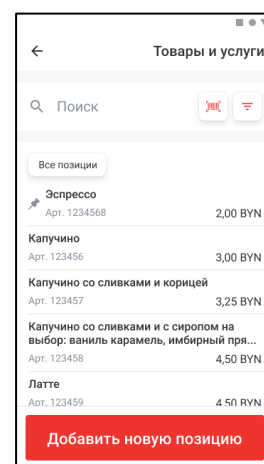 Товары и услуги
Поиск
Все позиции
Эспрессо
Арт. 1234568
2,00 BYN
Капучино
Арт. 123456
3,00 BYN
Капучино со сливками и корицей
Арт. 123457
3,25 BYN
Капучино со сливками и с сиропом на
выбор: ваниль карамель, имбирный пря...
Арт. 123458
4,50 BYN
Латте
Арт. 123459
4,50 BYN
Добавить новую позицию